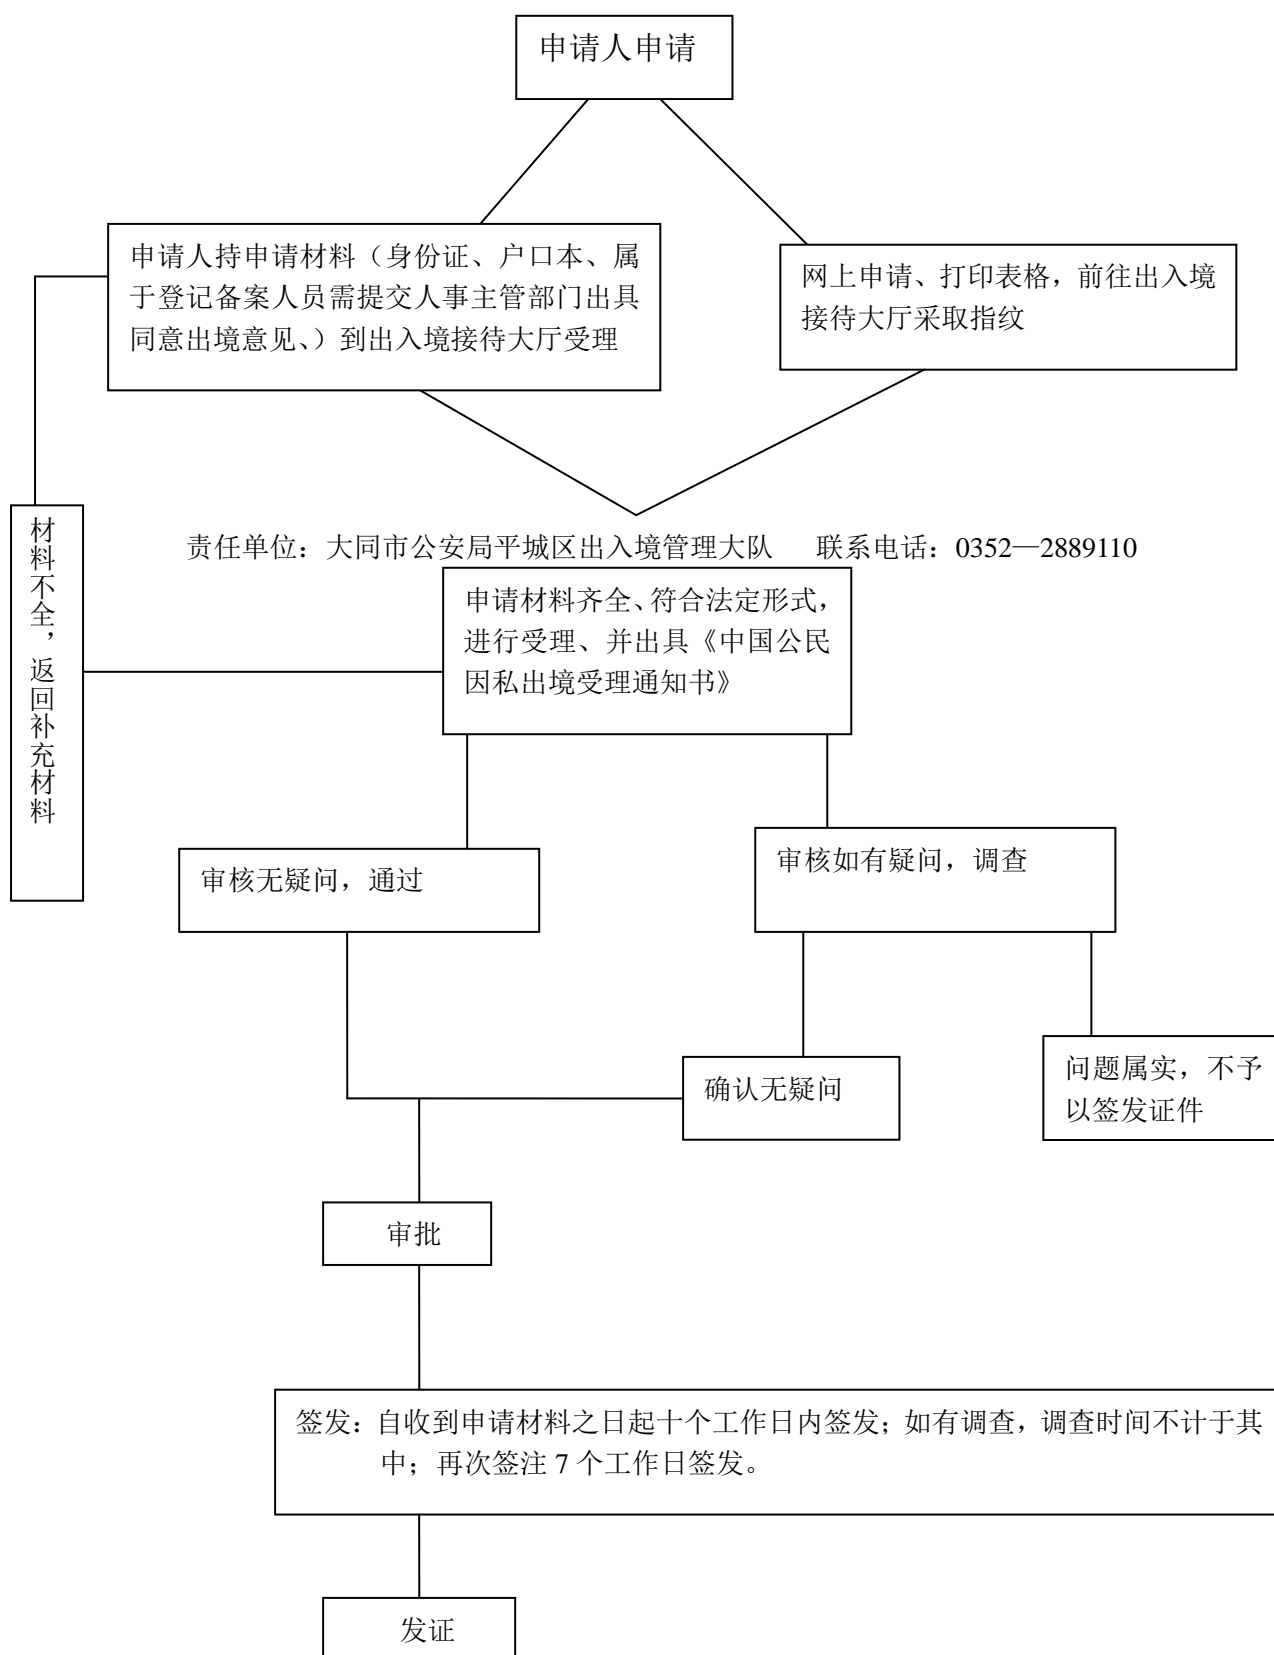 申请人申请
申请人持申请材料（身份证、户口本、属
于登记备案人员需提交人事主管部门出具
同意出境意见、）到出入境接待大厅受理
网上申请、打印表格，前往出入境
接待大厅采取指纹
材料不全，返回补充材料
责任单位：大同市公安局平城区出入境管理大队 联系电话：0352—2889110
申请材料齐全、符合法定形式，
进行受理、并出具《中国公民
因私出境受理通知书》
审核无疑问，通过
审核如有疑问，调查
确认无疑问
问题属实，不予
以签发证件
审批
签发：自收到申请材料之日起十个工作日内签发；如有调查，调查时间不计于其
中；再次签注 7 个工作日签发。
发证